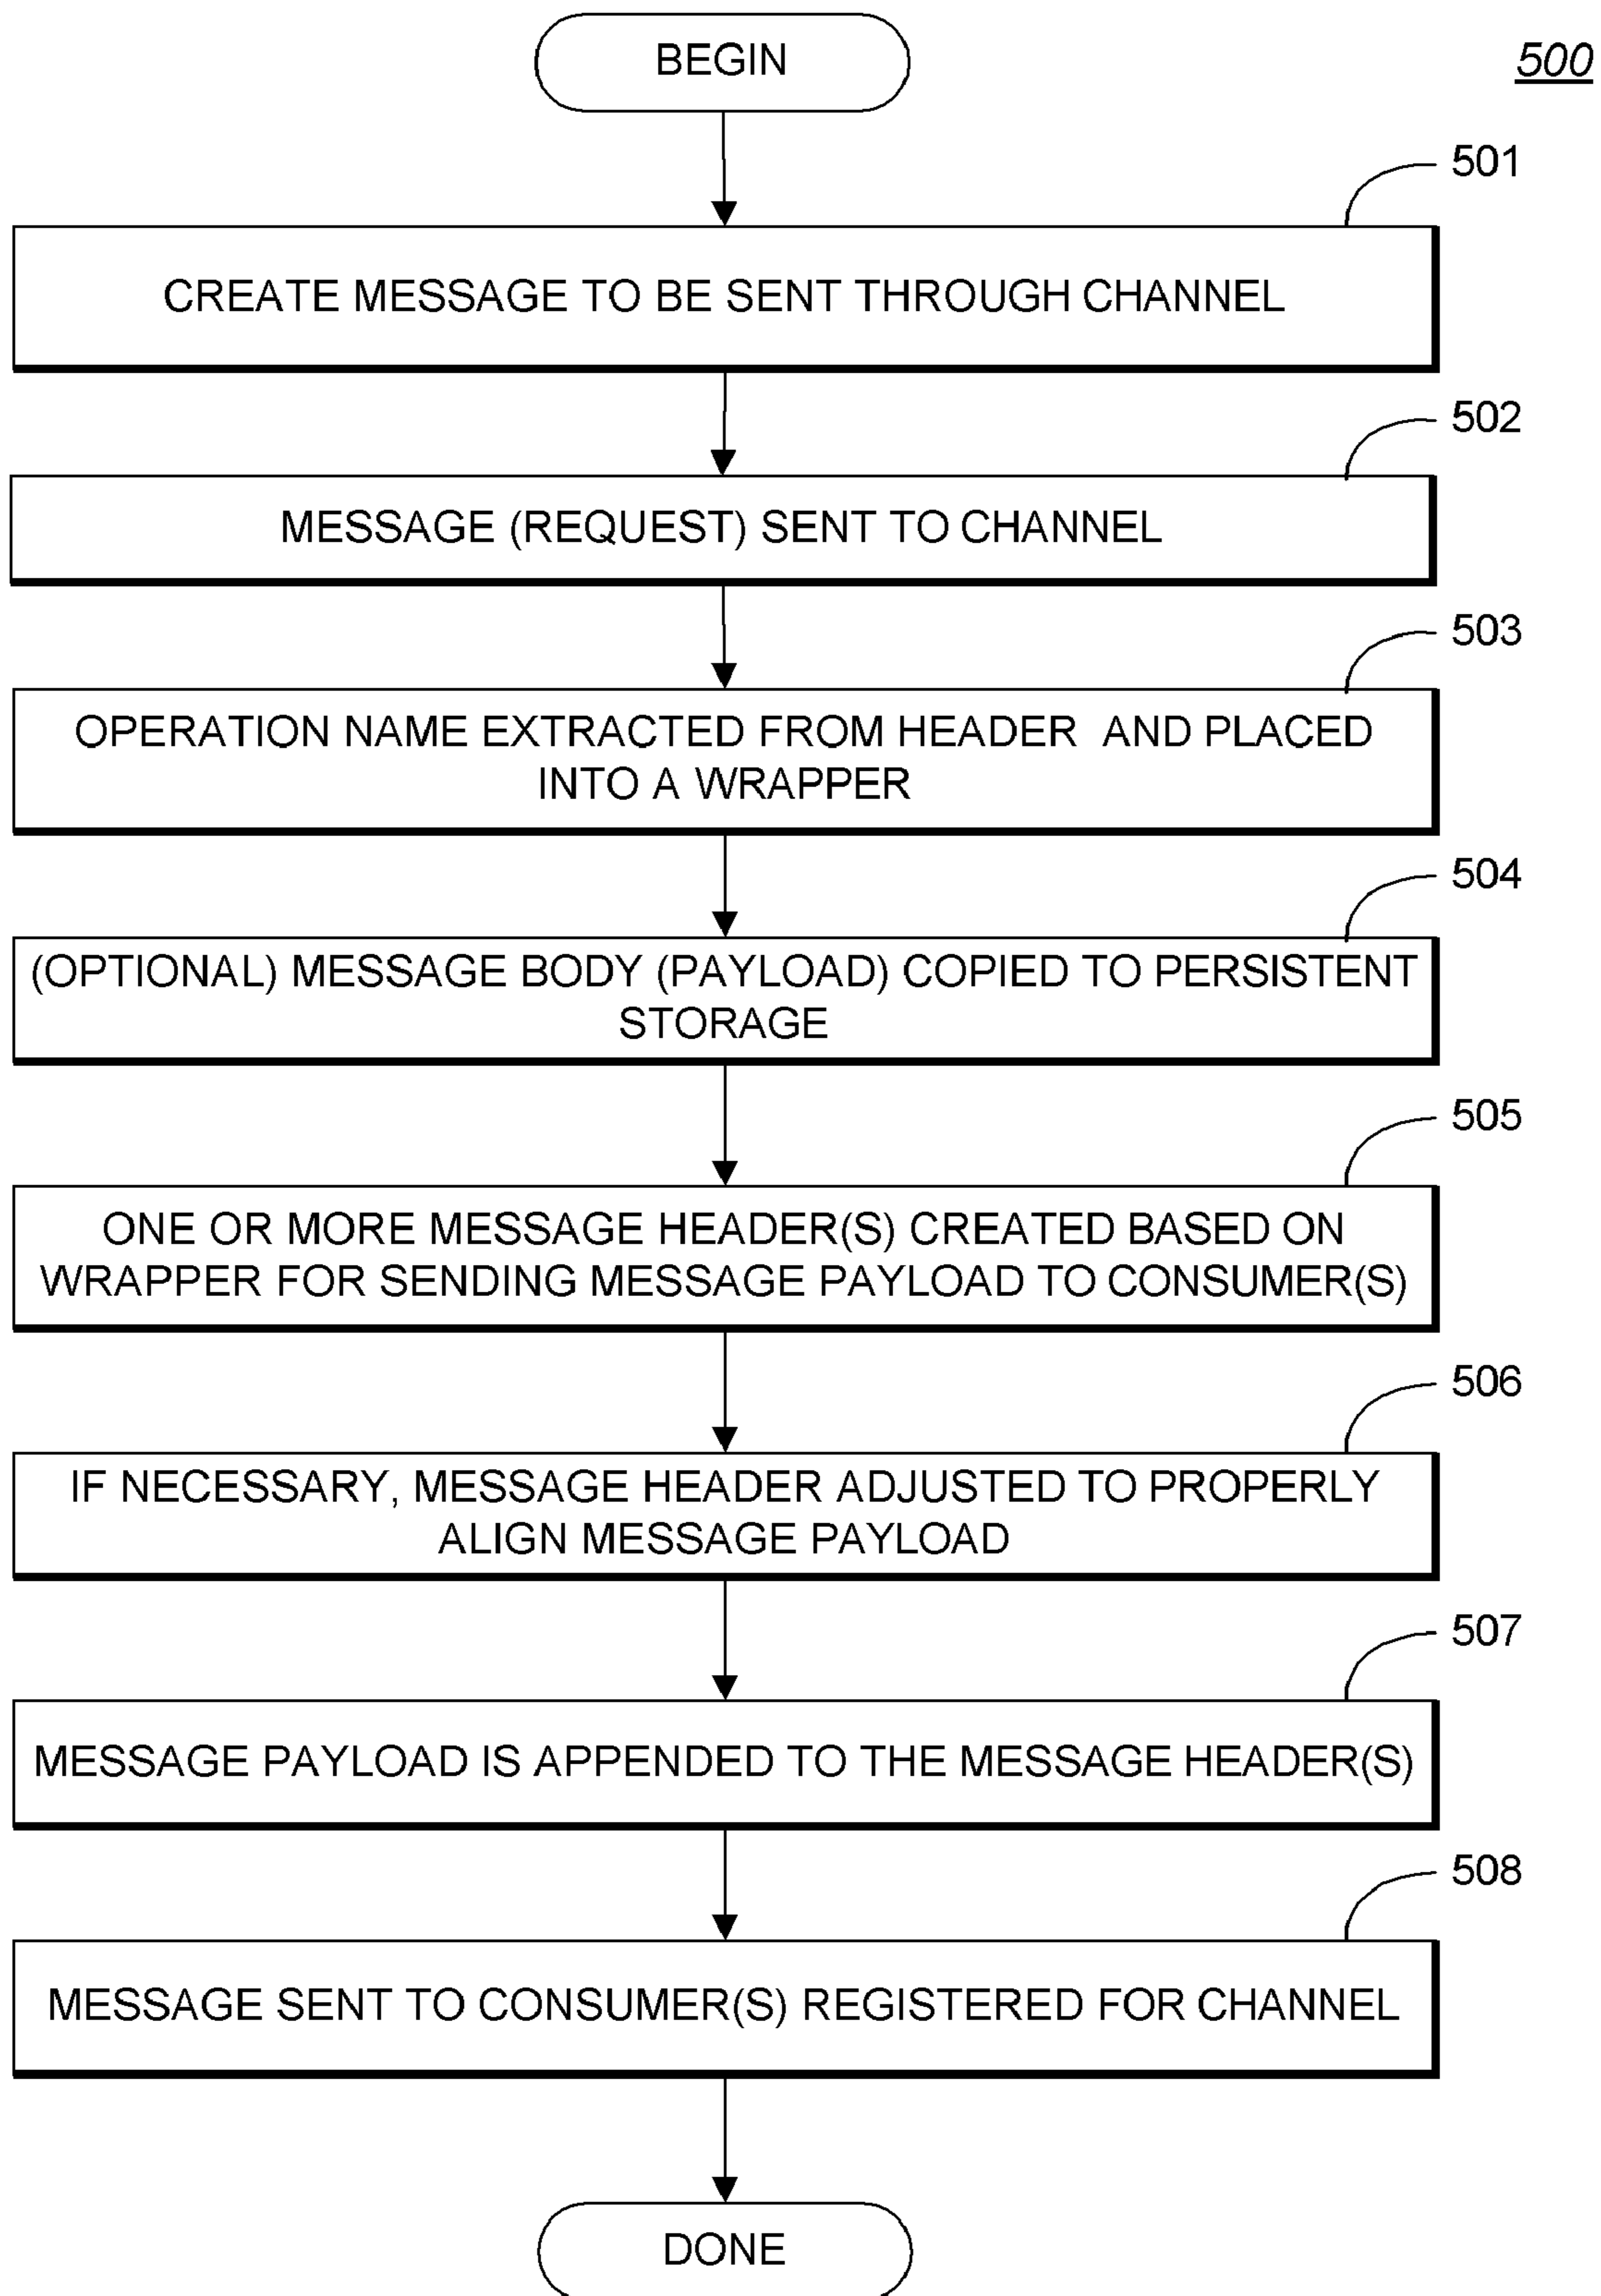 BEGIN
500
501
CREATE MESSAGE TO BE SENT THROUGH CHANNEL
502
MESSAGE (REQUEST) SENT TO CHANNEL
503
OPERATION NAME EXTRACTED FROM HEADER AND PLACED
INTO A WRAPPER
504
(OPTIONAL) MESSAGE BODY (PAYLOAD) COPIED TO PERSISTENT
STORAGE
505
ONE OR MORE MESSAGE HEADER(S) CREATED BASED ON
WRAPPER FOR SENDING MESSAGE PAYLOAD TO CONSUMER(S)
506
IF NECESSARY, MESSAGE HEADER ADJUSTED TO PROPERLY
ALIGN MESSAGE PAYLOAD
507
MESSAGE PAYLOAD IS APPENDED TO THE MESSAGE HEADER(S)
508
MESSAGE SENT TO CONSUMER(S) REGISTERED FOR CHANNEL
DONE